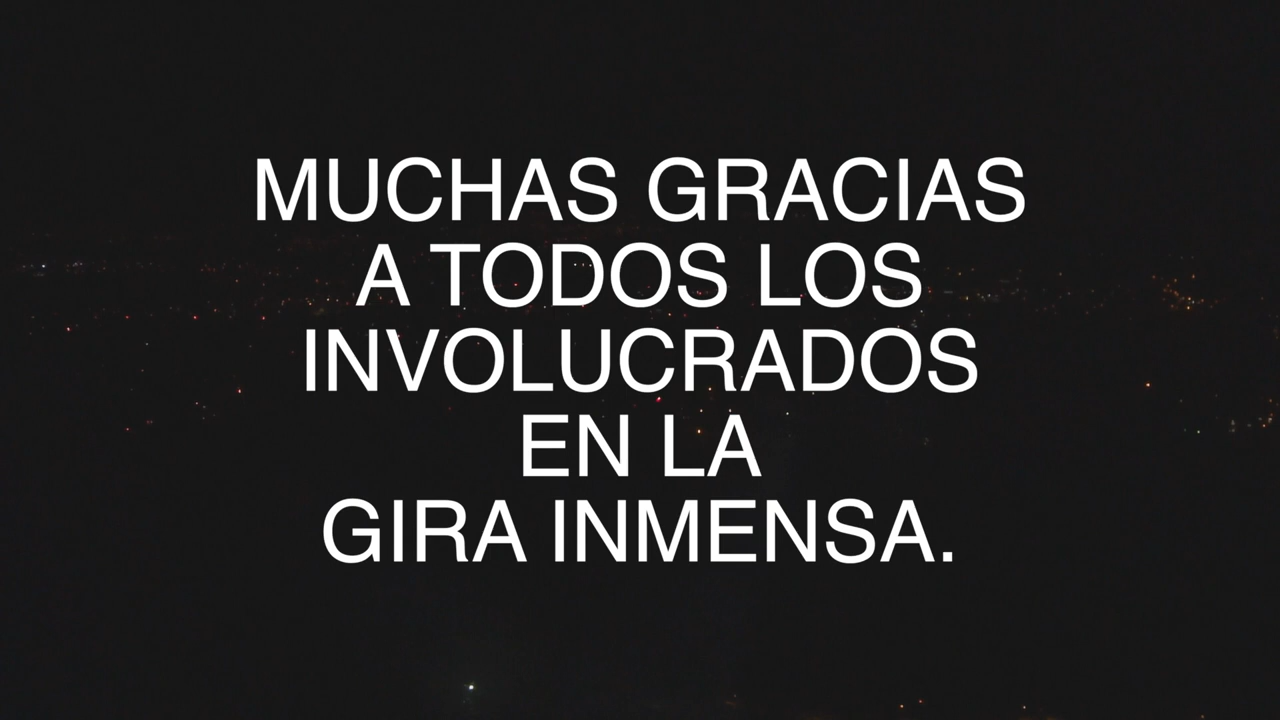 MUCHAS GRACIAS
A TODOS LOS
INVOLUCRADOS
EN LA
GIRA INMENSA.